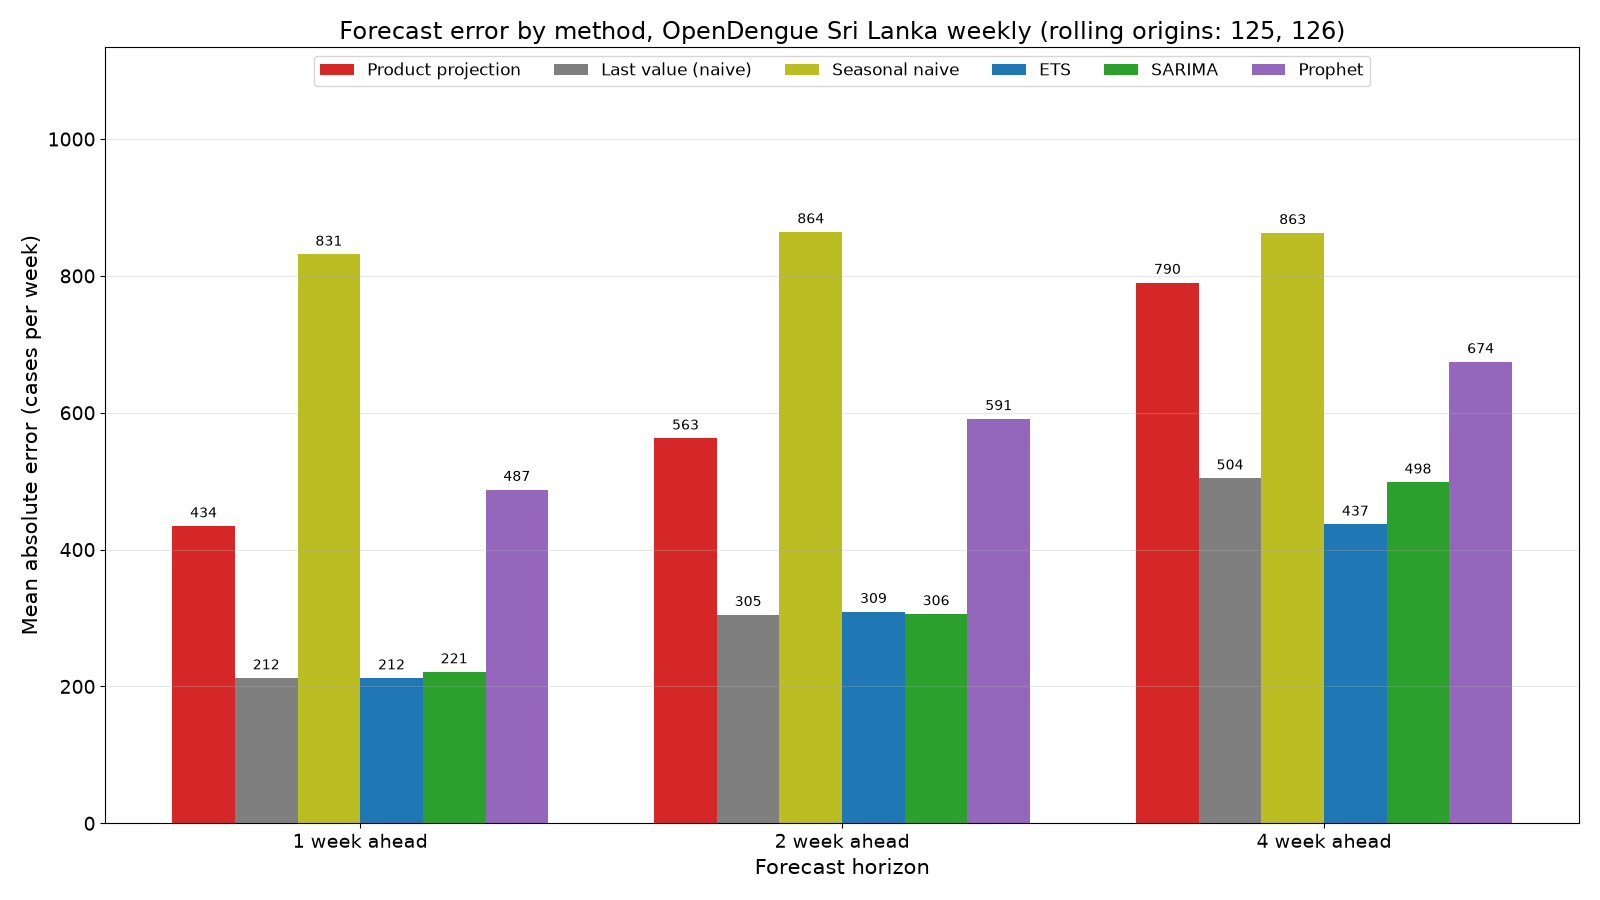 Forecast error by method, OpenDengue Sri Lanka weekly (rolling origins: 125, 126)
Product projection Last value (naive) Seasonal naive ETS SARIMA Prophet
Mean absolute error (cases per week)
1000
800
600
400
200
0
434 212 831 212 221 487
563 305 864 309 306 591
790 504 863 437 498 674
1 week ahead 2 week ahead 4 week ahead
Forecast horizon